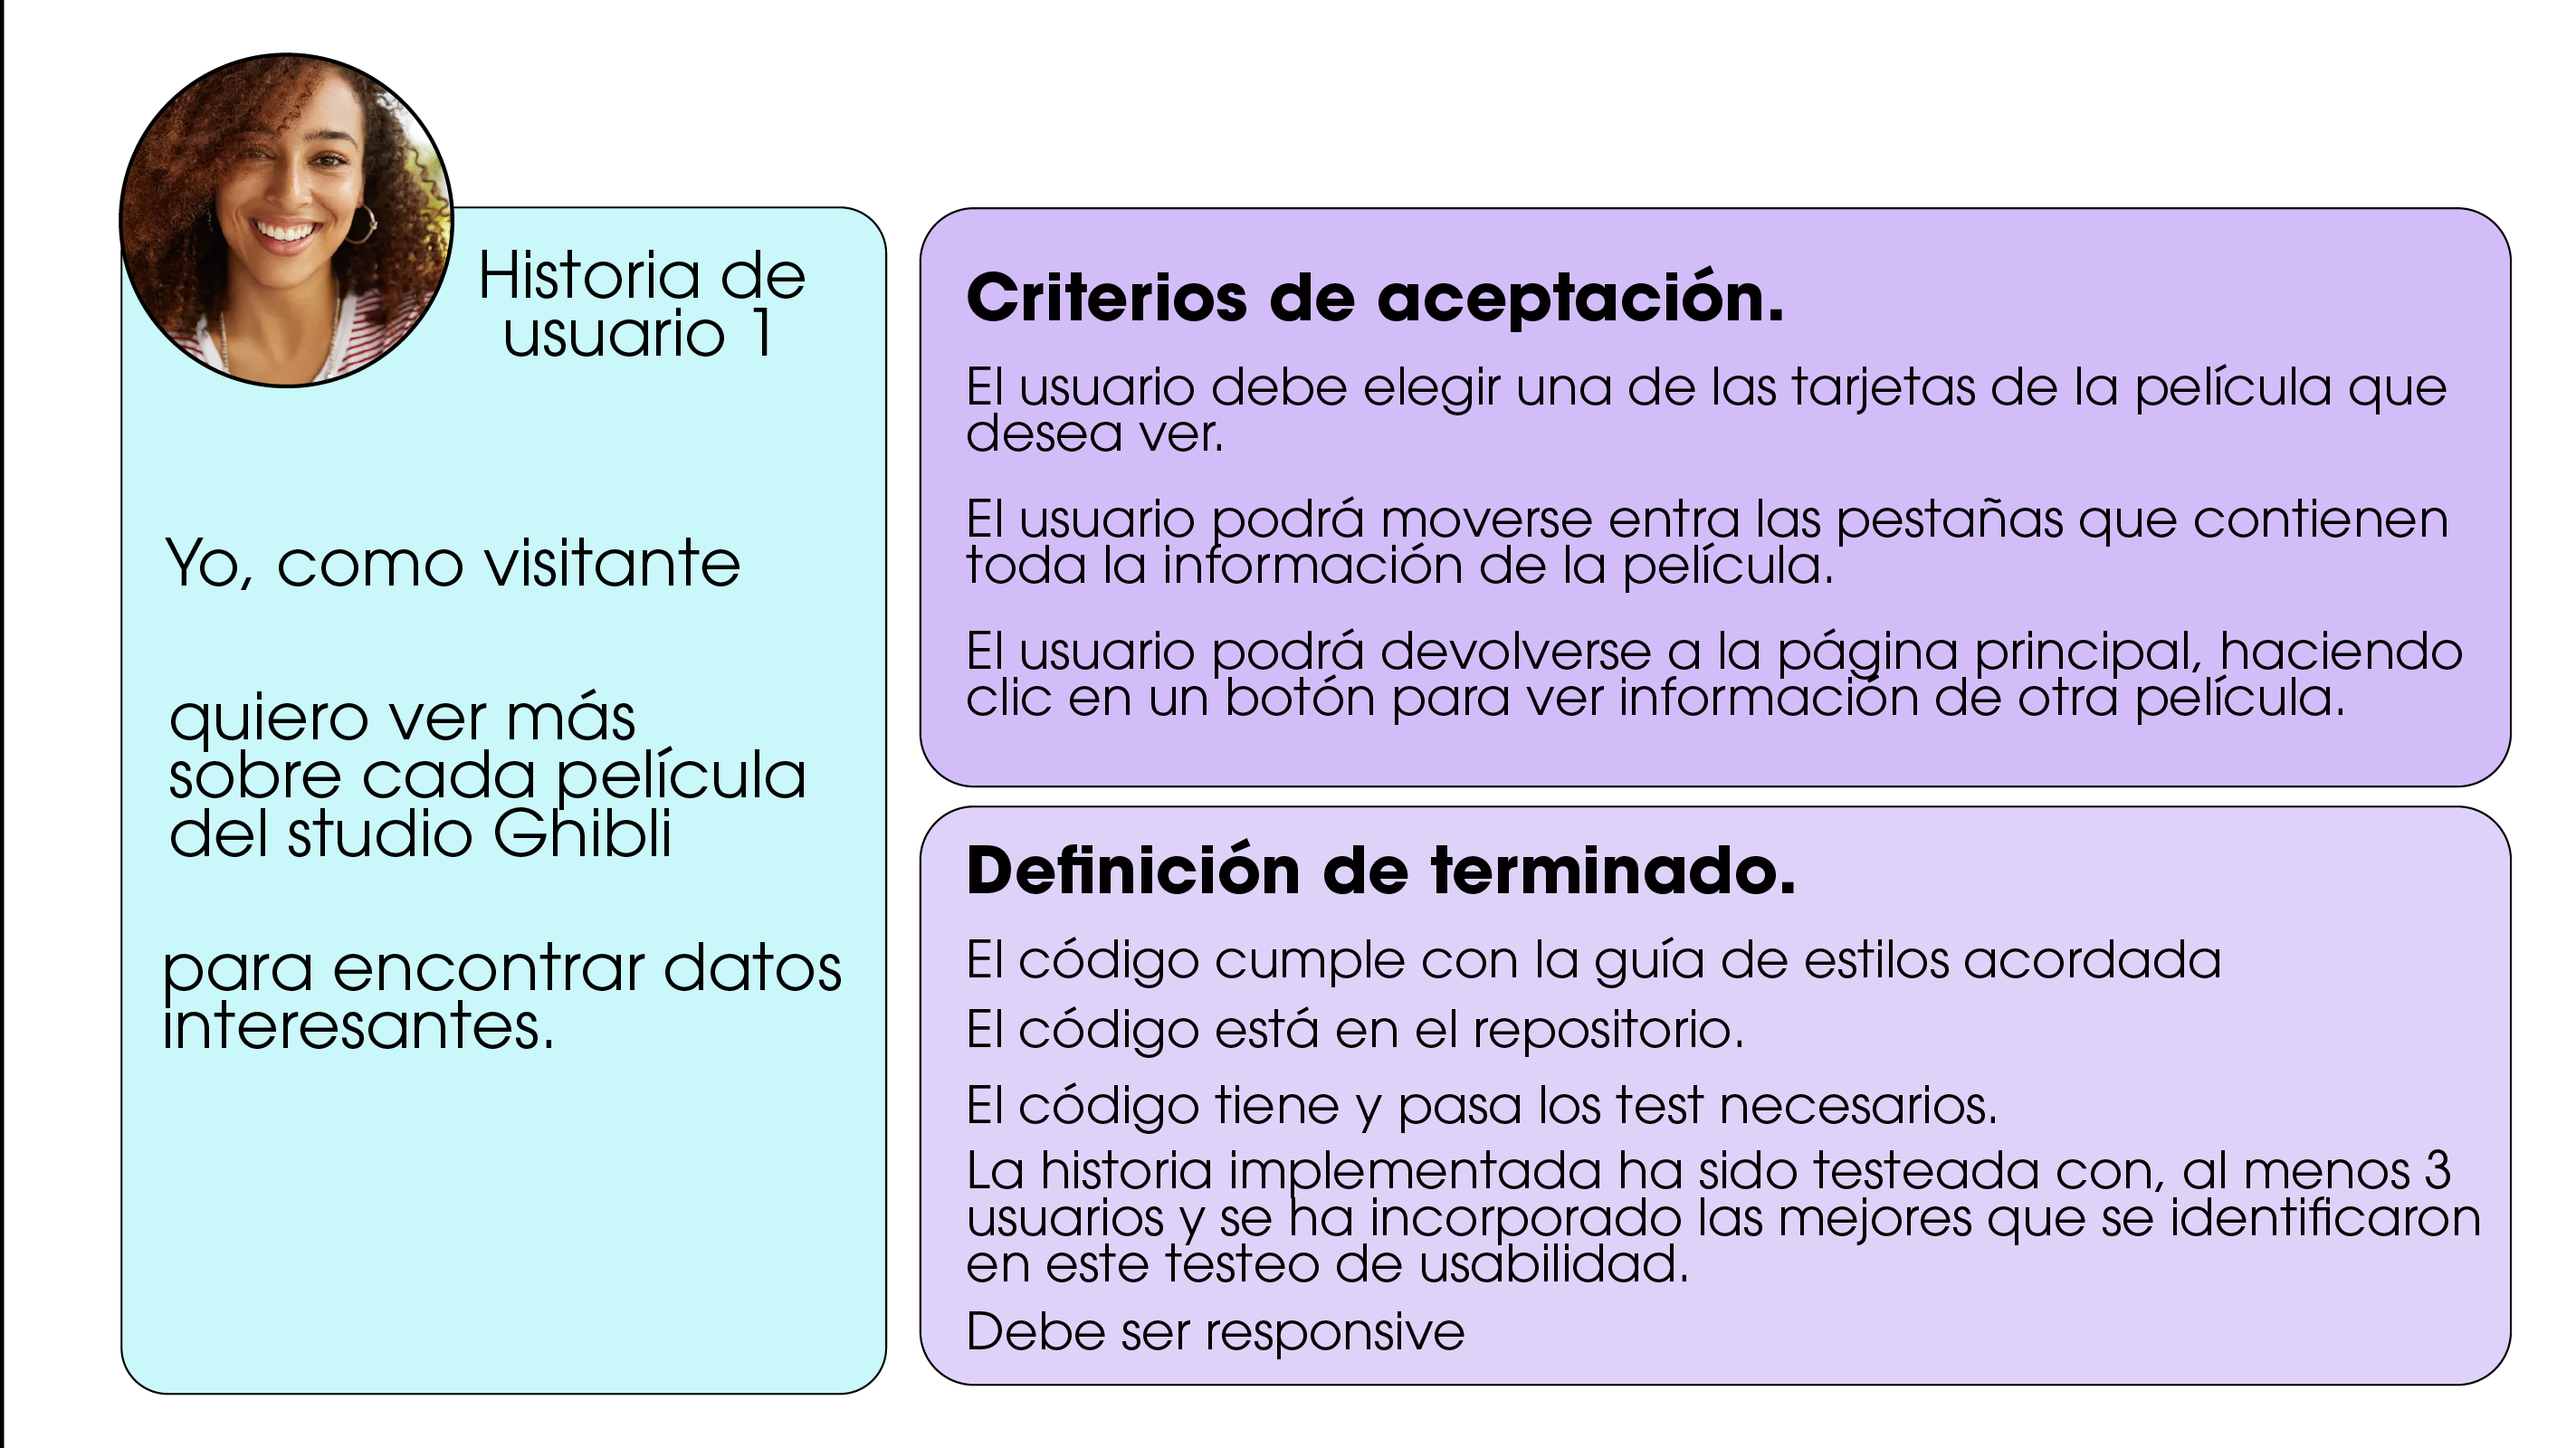 Historia de
usuario 1
Yo, como visitante
quiero ver más
sobre cada película
del studio Ghibli
para encontrar datos
interesantes.
Criterios de aceptación.
El usuario debe elegir una de las tarjetas de la película que
desea ver.
El usuario podrá moverse entra las pestañas que contienen
toda la información de la película.
El usuario podrá devolverse a la página principal, haciendo
clic en un botón para ver información de otra película.
Definición de terminado.
El código cumple con la guía de estilos acordada
El código está en el repositorio.
El código tiene y pasa los test necesarios.
La historia implementada ha sido testeada con, al menos 3
usuarios y se ha incorporado las mejores que se identificaron
en este testeo de usabilidad.
Debe ser responsive